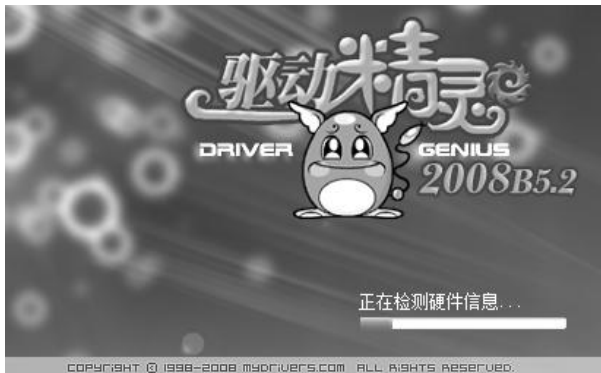 驱动精灵
DRIVER GENIUS
2008B5.2
正在检测硬件信息...
COPYRIGHT © 1998-2008 MYDRIVERS.COM ALL RIGHTS RESERVED.